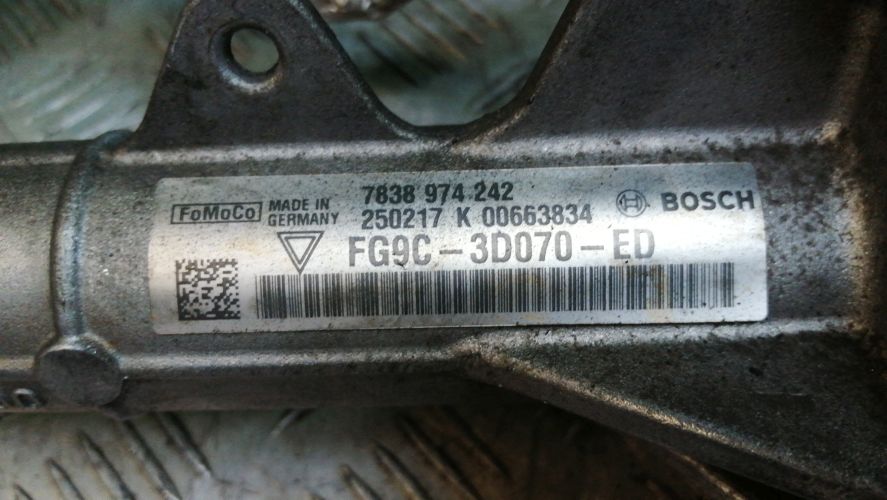 FoMoCo
MADE IN
GERMANY
7838 974 242
250217 K 00663834
BOSCH
FG9C-3D070-ED